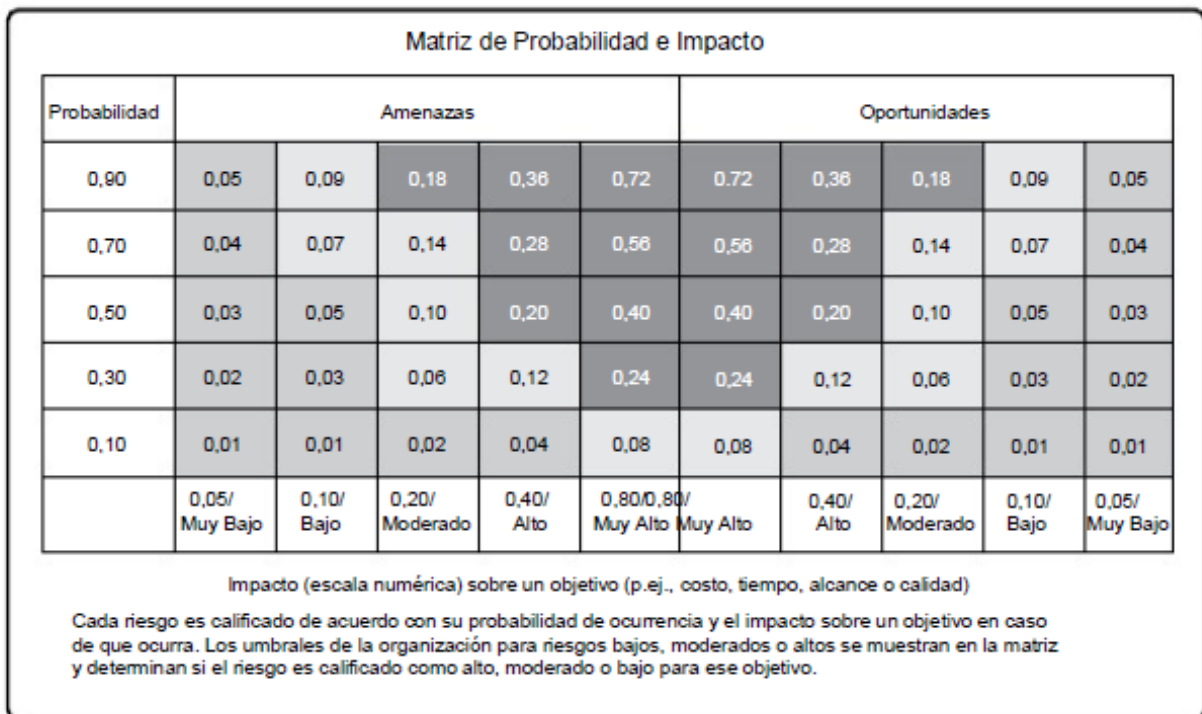 Matriz de Probabilidad e Impacto
Probabilidad Amenazas Oportunidades
0,90 0,05 0,09 0,18 0,36 0,72 0.72 0,36 0,18 0,09 0,05
0,70 0,04 0,07 0,14 0,28 0,56 0,56 0,28 0,14 0,07 0,04
0,50 0,03 0,05 0,10 0,20 0,40 0,40 0,20 0,10 0,05 0,03
0,30 0,02 0,03 0,06 0,12 0,24 0,24 0,12 0,06 0,03 0,02
0,10 0,01 0,01 0,02 0,04 0,08 0,08 0,04 0,02 0,01 0,01
0,05/ 0,10/ 0,20/ 0,40/ 0,80/0,80/ 0,40/ 0,20/ 0,10/ 0,05/
Muy Bajo Bajo Moderado Alto Muy Alto Muy Alto Alto Moderado Bajo Muy Bajo
Impacto (escala numérica) sobre un objetivo (p.ej., costo, tiempo, alcance o calidad)
Cada riesgo es calificado de acuerdo con su probabilidad de ocurrencia y el impacto sobre un objetivo en caso
de que ocurra. Los umbrales de la organización para riesgos bajos, moderados o altos se muestran en la matriz
y determinan si el riesgo es calificado como alto, moderado o bajo para ese objetivo.